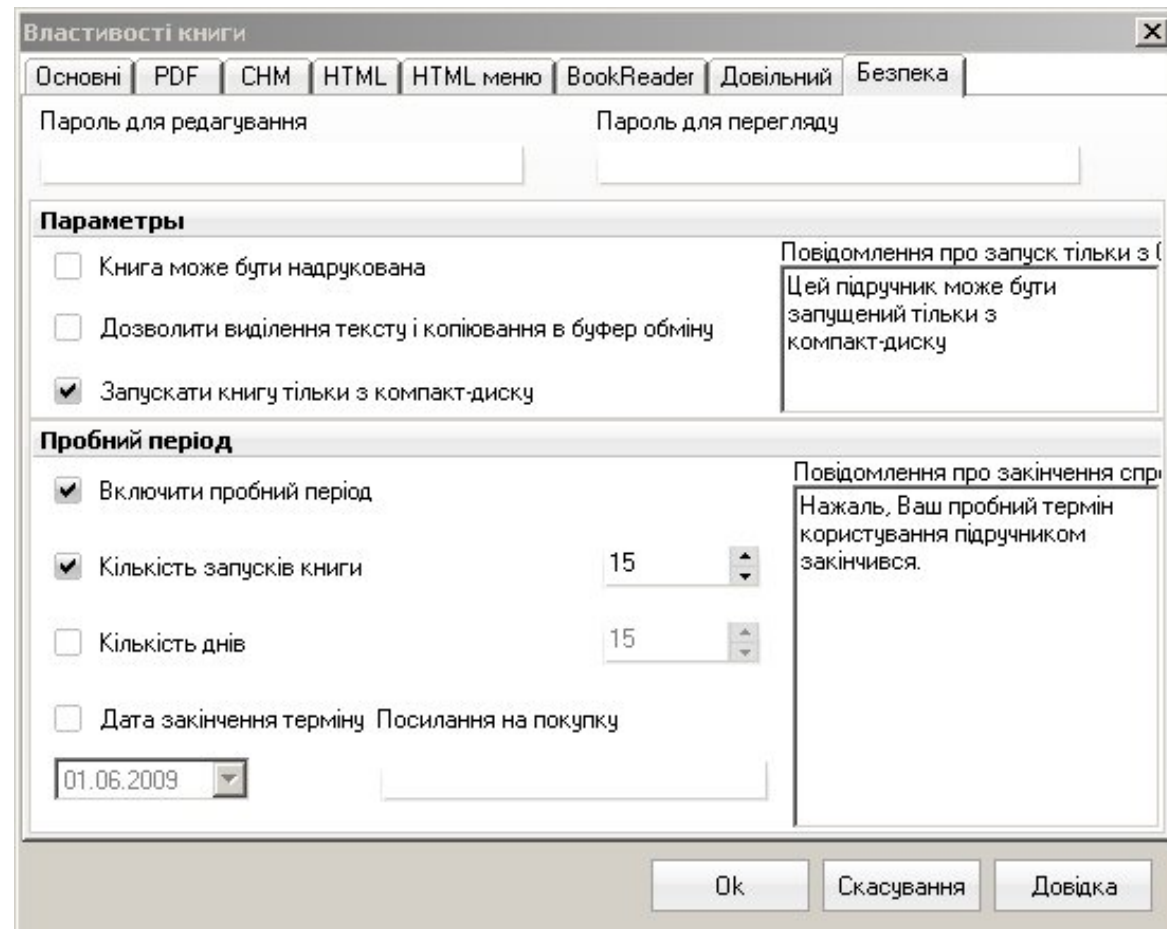 Властивості книги
Основні PDF CHM HTML HTML меню BookReader Довільний Безпека
Пароль для редагування Пароль для перегляду
Параметры
Книга може бути надрукована
Дозволити виділення тексту і копіювання в буфер обміну
Запускати книгу тільки з компакт-диску
Повідомлення про запуск тільки з
Цей підручник може бути
запущений тільки з
компакт-диску
Пробний період
Включити пробний період
Кількість запусків книги 15
Кількість днів 15
Дата закінчення терміну Посилання на покупку
01.06.2009
Повідомлення про закінчення спро
Нажаль, Ваш пробний термін
користування підручником
закінчився.
Ok Скасування Довідка